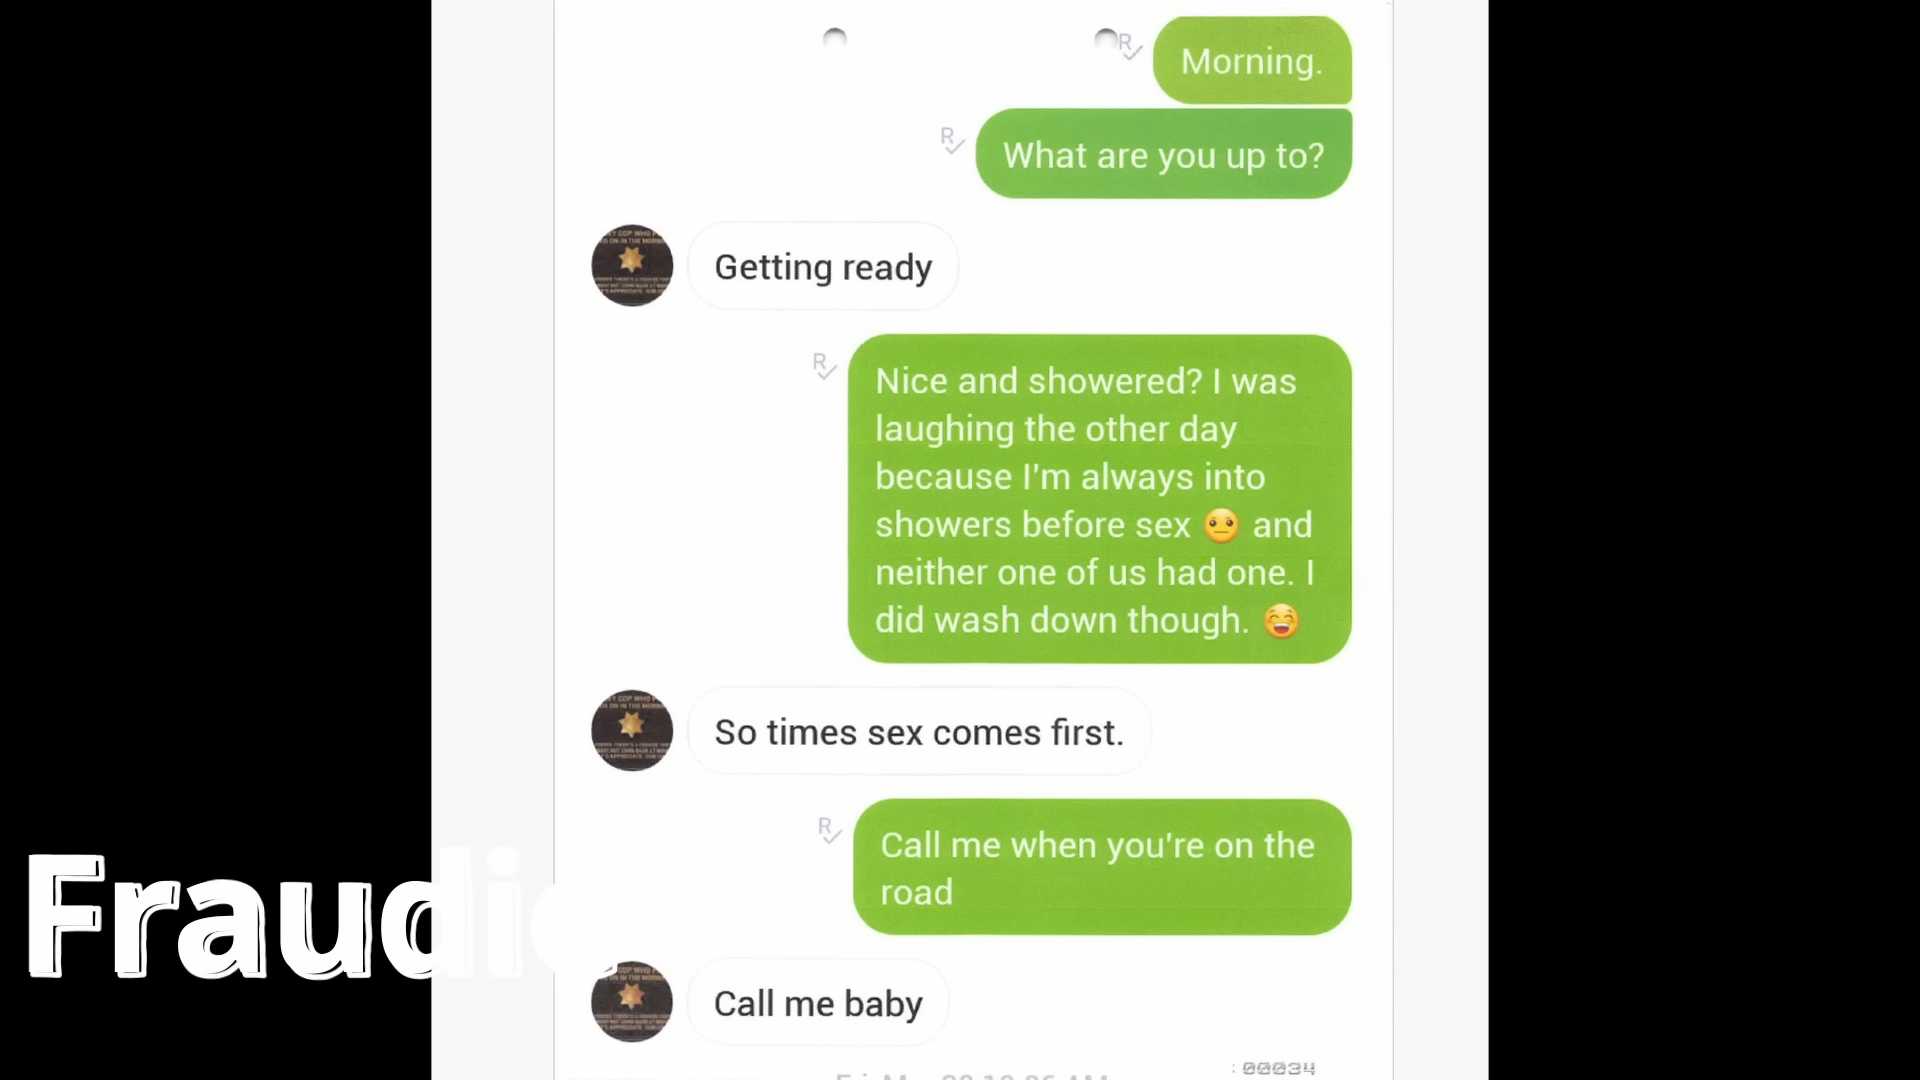 Morning.
What are you up to?
Getting ready
Nice and showered? I was
laughing the other day
because I'm always into
showers before sex 😐 and
neither one of us had one. I
did wash down though. 😁
So times sex comes first.
Call me when you're on the
road
Call me baby
00034